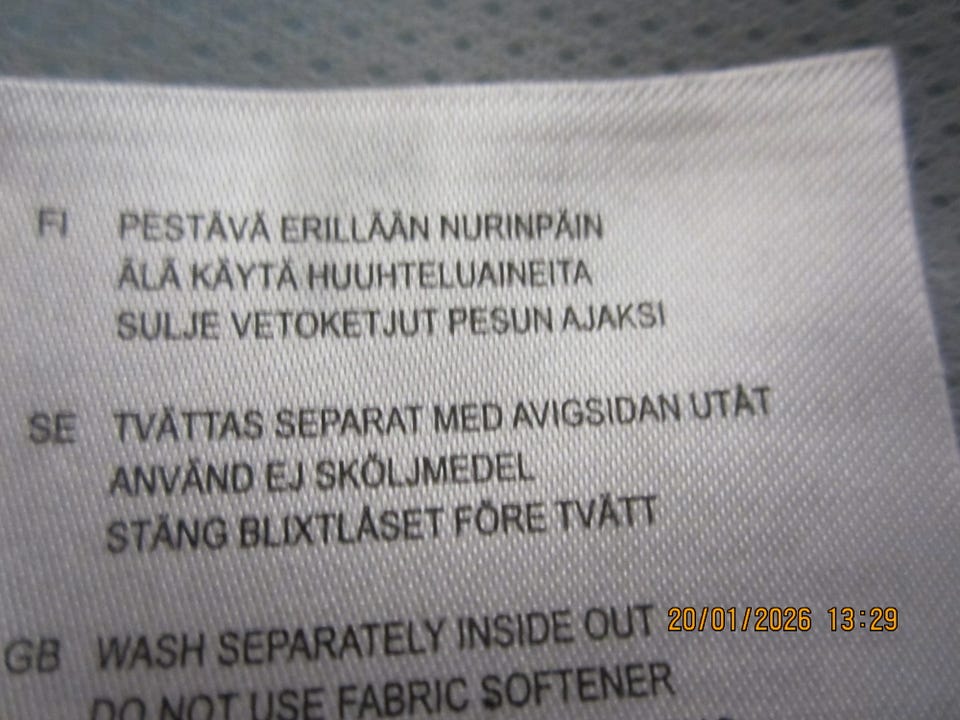 FI PESTÄVÄ ERILLÄÄN NURINPÄIN
ÄLÄ KÄYTÄ HUUHTELUAINEITA
SULJE VETOKETJUT PESUN AJAKSI
SE TVÄTTAS SEPARAT MED AVIGSIDAN UTÅT
ANVÄND EJ SKÖLJMEDEL
STÄNG BLIXTLÅSET FÖRE TVÄTT
GB WASH SEPARATELY INSIDE OUT
DO NOT USE FABRIC SOFTENER
20/01/2026 13:29